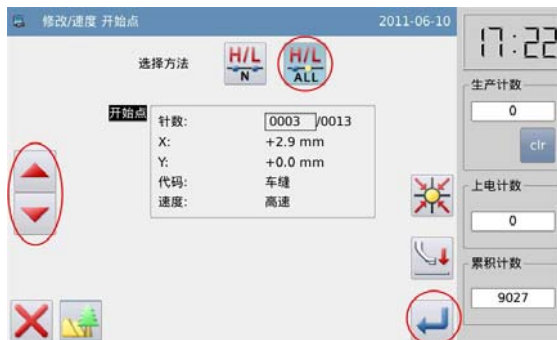 修改/速度 开始点 2011-06-10
17:22
选择方法 H/L N H/L ALL
生产计数
0
clr
开始点
针数: 0003 /0013
X: +2.9 mm
Y: +0.0 mm
代码: 车缝
速度: 高速
上电计数
0
累积计数
9027